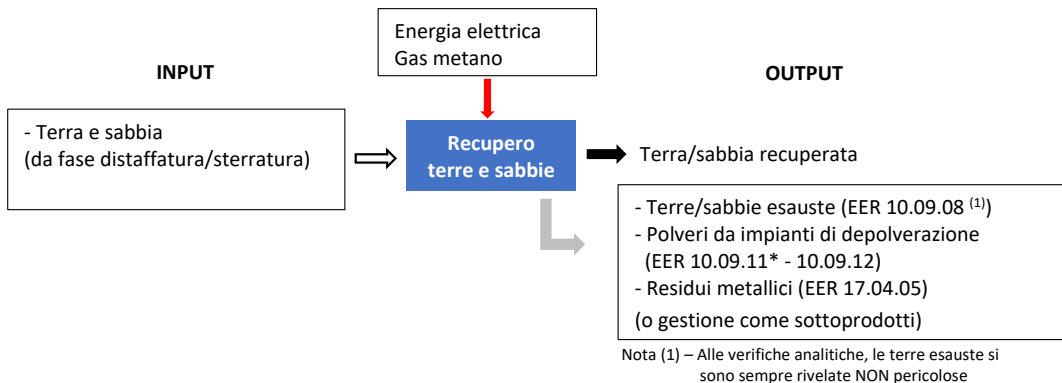 Energia elettrica
Gas metano
INPUT
OUTPUT
- Terra e sabbia
(da fase distaffatura/sterratura)
Recupero
terre e sabbie
Terra/sabbia recuperata
- Terre/sabbie esauste (EER 10.09.08 (1))
- Polveri da impianti di depolverazione
(EER 10.09.11* - 10.09.12)
- Residui metallici (EER 17.04.05)
(o gestione come sottoprodotti)
Nota (1) – Alle verifiche analitiche, le terre esauste si
sono sempre rivelate NON pericolose